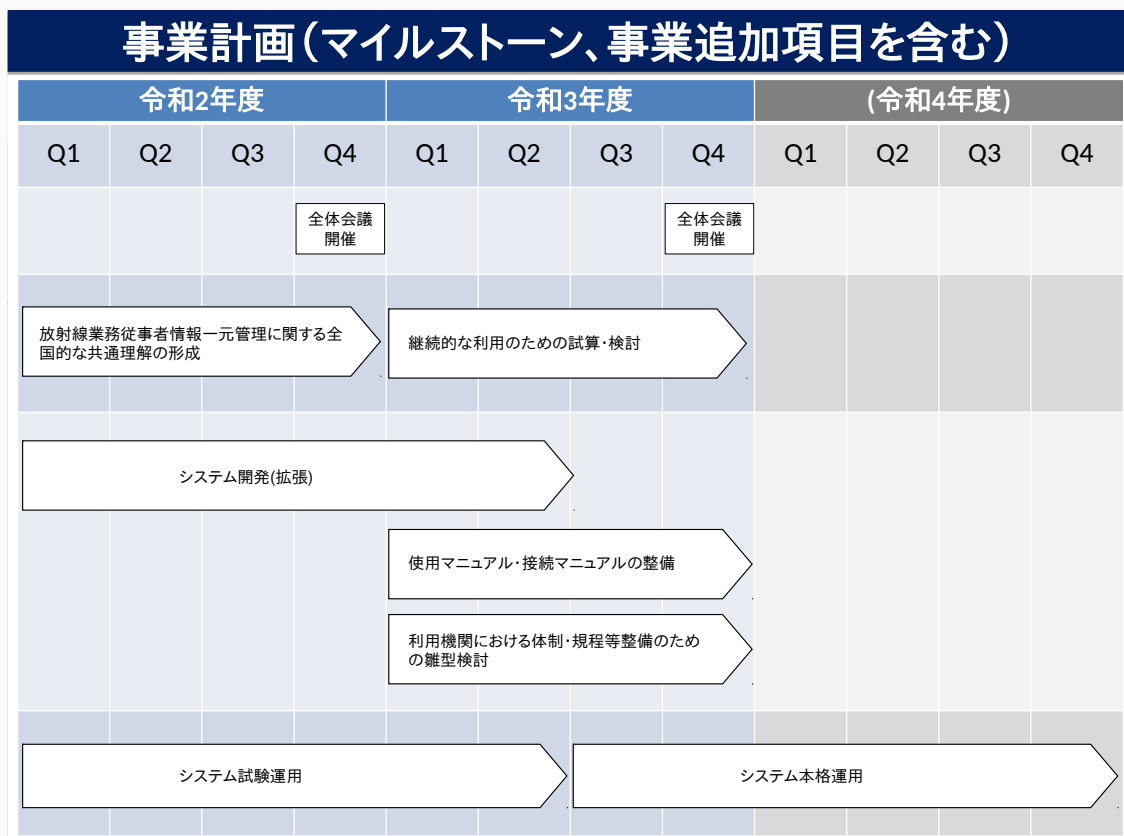 事業計画（マイルストーン、事業追加項目を含む）
令和2年度 令和3年度 (令和4年度)
Q1 Q2 Q3 Q4 Q1 Q2 Q3 Q4 Q1 Q2 Q3 Q4
全体会議
開催
全体会議
開催
放射線業務従事者情報一元管理に関する全
国的な共通理解の形成
継続的な利用のための試算･検討
システム開発(拡張)
使用マニュアル･接続マニュアルの整備
利用機関における体制･規程等整備のため
の雛型検討
システム試験運用
システム本格運用